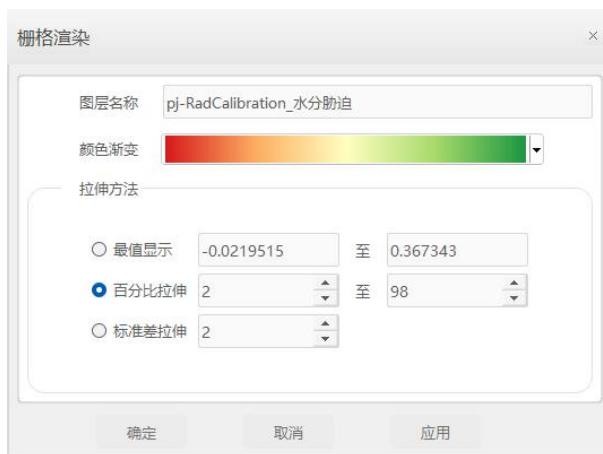 栅格渲染
图层名称 pj-RadCalibration_水分胁迫
颜色渐变
拉伸方法
最值显示 -0.0219515 至 0.367343
百分比拉伸 2 至 98
标准差拉伸 2
确定 取消 应用